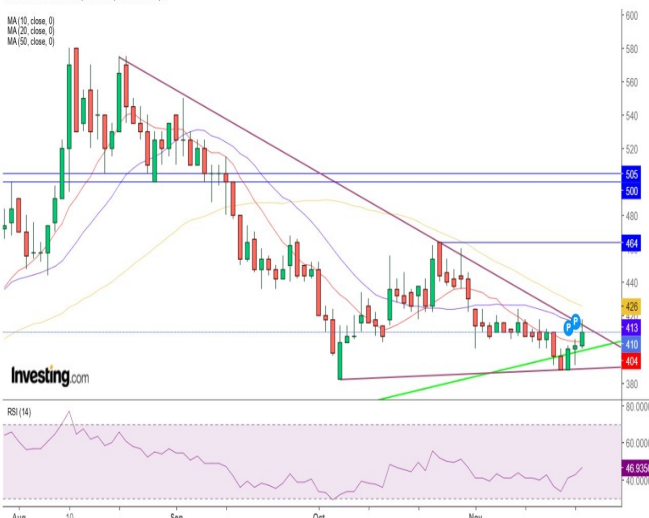 MA (10, close, 0)
MA (20, close, 0)
MA (50, close, 0)
600
580
560
540
520
505
500
480
464
440
426
413
410
404
380
P P
Investing.com
RSI (14)
80.0000
60.0000
46.9350
40.0000
Aug 10 Sep Oct Nov